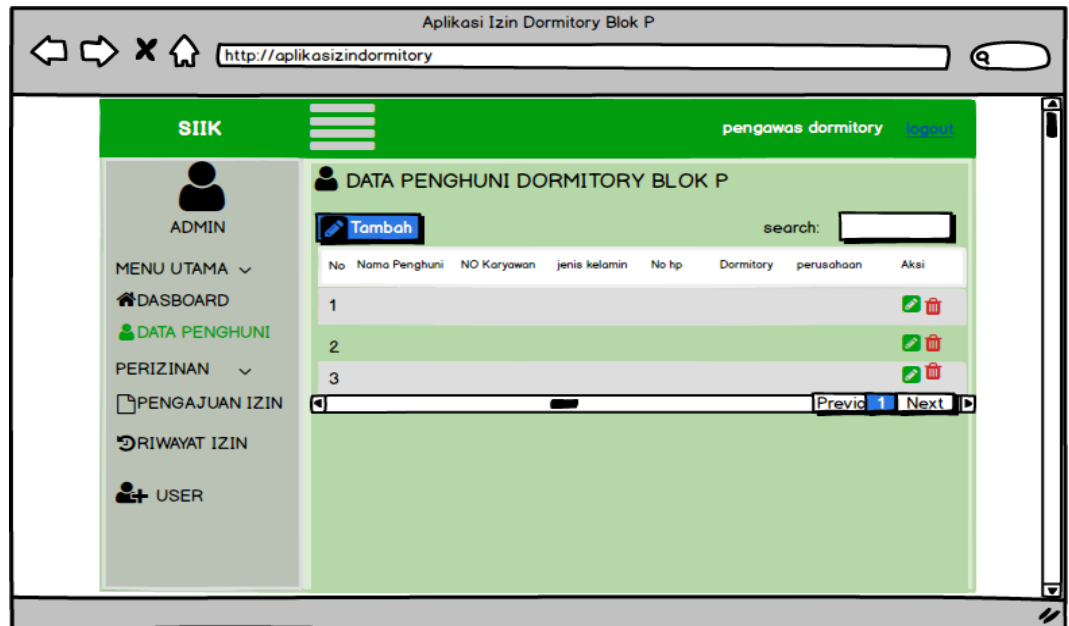 Aplikasi Izin Dormitory Blok P
http://aplikasizindormitory
SIIK
pengawas dormitory logout
ADMIN
MENU UTAMA
DASBOARD
DATA PENGHUNI
PERIZINAN
PENGAJUAN IZIN
RIWAYAT IZIN
USER
DATA PENGHUNI DORMITORY BLOK P
Tambah search:
No Nama Penghuni NO Karyawan jenis kelamin No hp Dormitory perusahaan Aksi
1
2
3
Previo 1 Next